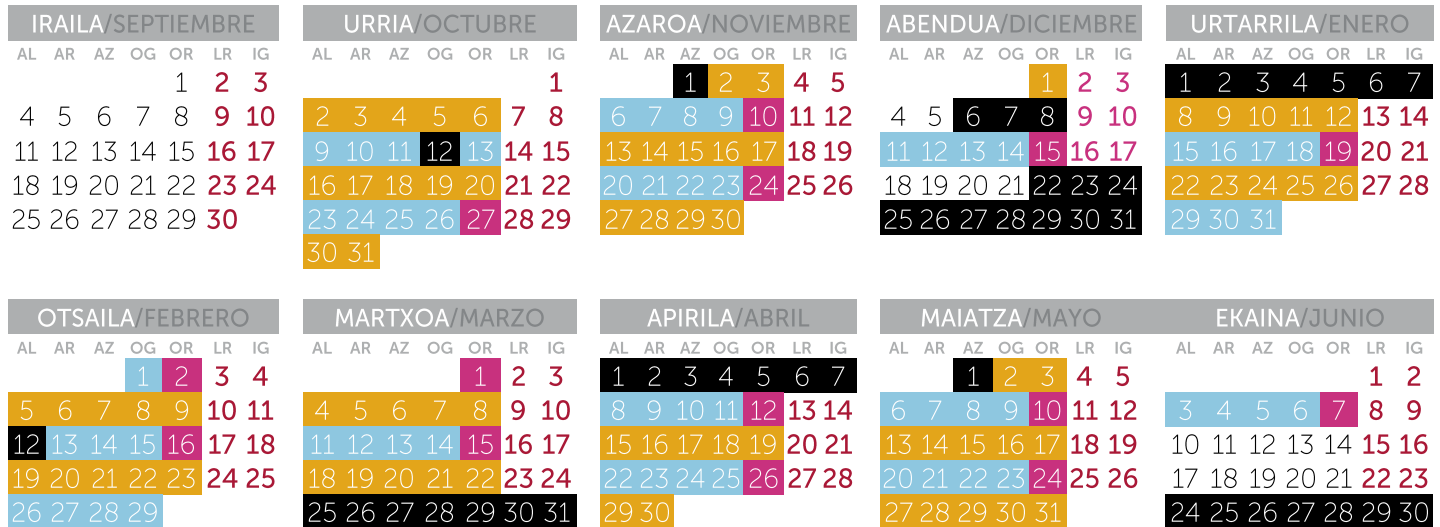 IRAILA/SEPTIEMBRE
AL AR AZ OG OR LR IG
1 2 3
4 5 6 7 8 9 10
11 12 13 14 15 16 17
18 19 20 21 22 23 24
25 26 27 28 29 30
URRIA/OCTUBRE
AL AR AZ OG OR LR IG
1
2 3 4 5 6 7 8
9 10 11 12 13 14 15
16 17 18 19 20 21 22
23 24 25 26 27 28 29
30 31
AZAROA/NOVIEMBRE
AL AR AZ OG OR LR IG
1 2 3 4 5
6 7 8 9 10 11 12
13 14 15 16 17 18 19
20 21 22 23 24 25 26
27 28 29 30
ABENDUA/DICIEMBRE
AL AR AZ OG OR LR IG
1 2 3
4 5 6 7 8 9 10
11 12 13 14 15 16 17
18 19 20 21 22 23 24
25 26 27 28 29 30 31
URTARRILA/ENERO
AL AR AZ OG OR LR IG
1 2 3 4 5 6 7
8 9 10 11 12 13 14
15 16 17 18 19 20 21
22 23 24 25 26 27 28
29 30 31
OTSAILA/FEBRERO
AL AR AZ OG OR LR IG
1 2 3 4
5 6 7 8 9 10 11
12 13 14 15 16 17 18
19 20 21 22 23 24 25
26 27 28 29
MARTXOA/MARZO
AL AR AZ OG OR LR IG
1 2 3
4 5 6 7 8 9 10
11 12 13 14 15 16 17
18 19 20 21 22 23 24
25 26 27 28 29 30 31
APIRILA/ABRIL
AL AR AZ OG OR LR IG
1 2 3 4 5 6 7
8 9 10 11 12 13 14
15 16 17 18 19 20 21
22 23 24 25 26 27 28
29 30
MAIATZA/MAYO
AL AR AZ OG OR LR IG
1 2 3 4 5
6 7 8 9 10 11 12
13 14 15 16 17 18 19
20 21 22 23 24 25 26
27 28 29 30 31
EKAINA/JUNIO
AL AR AZ OG OR LR IG
1 2
3 4 5 6 7 8 9
10 11 12 13 14 15 16
17 18 19 20 21 22 23
24 25 26 27 28 29 30